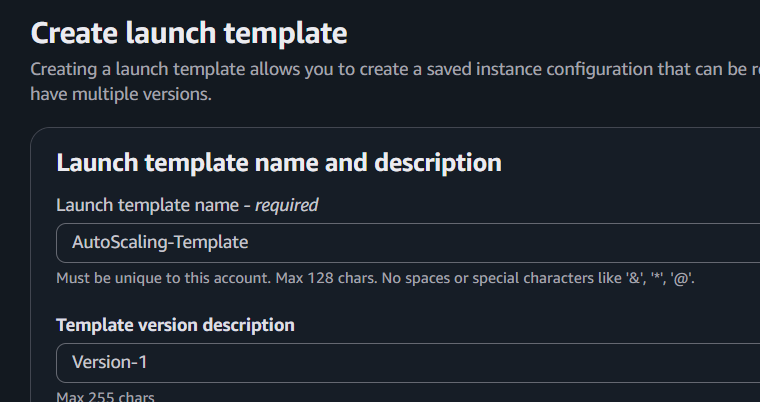 Create launch template
Creating a launch template allows you to create a saved instance configuration that can be
have multiple versions.
Launch template name and description
Launch template name - required
AutoScaling-Template
Must be unique to this account. Max 128 chars. No spaces or special characters like '&', '*', '@'.
Template version description
Version-1
Max 255 chars